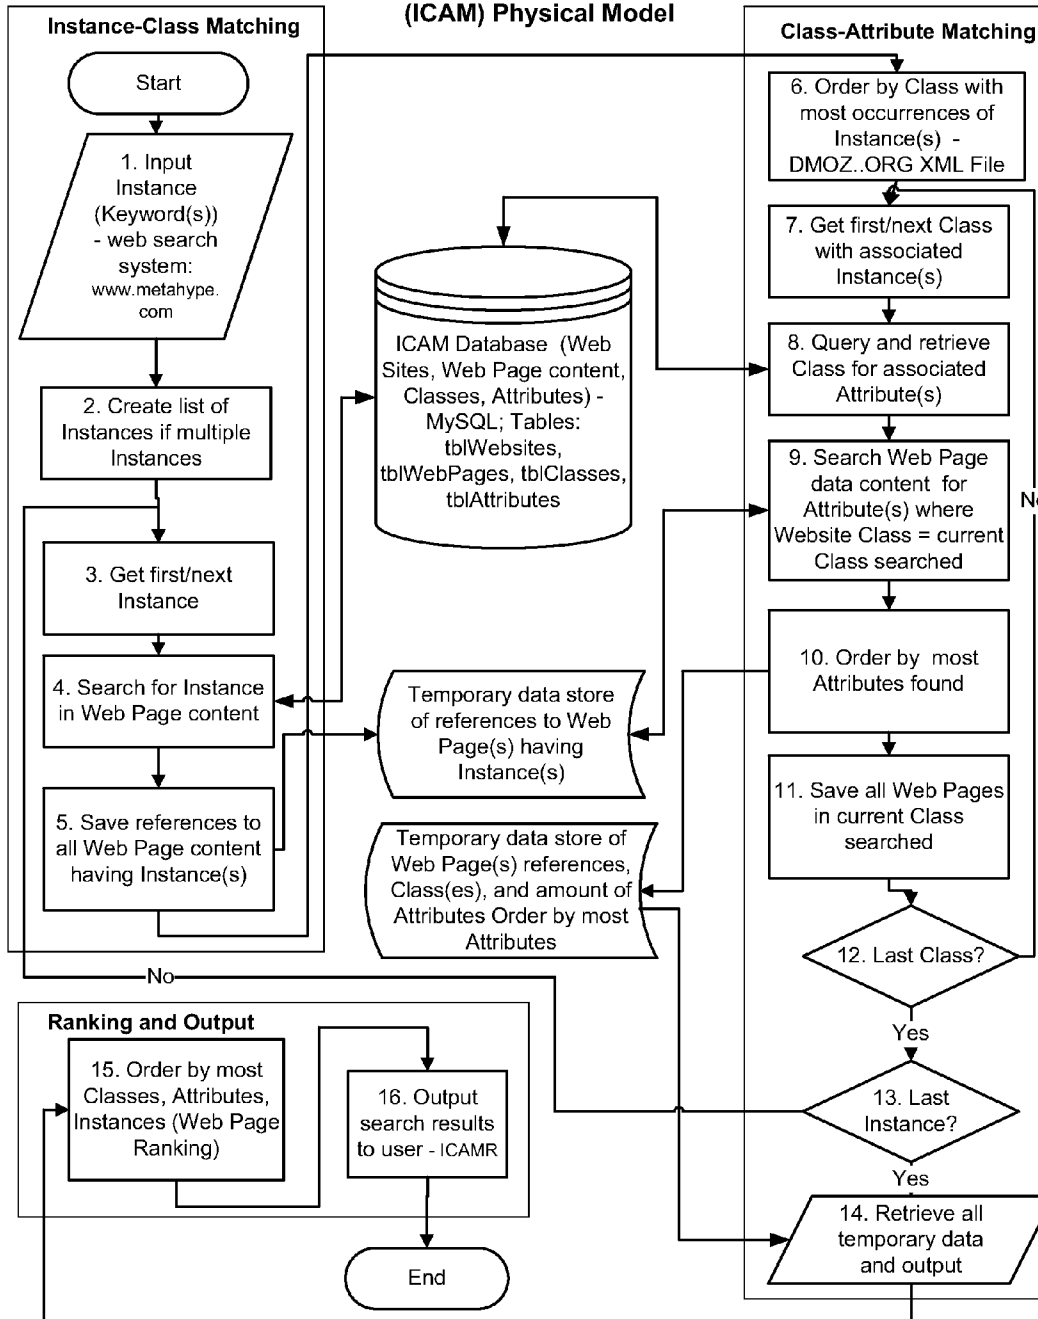 (ICAM) Physical Model
Instance-Class Matching
Start
1. Input
Instance
(Keyword(s))
- web search
system:
www.metahype.
com
2. Create list of
Instances if multiple
Instances
3. Get first/next
Instance
4. Search for Instance
in Web Page content
5. Save references to
all Web Page content
having Instance(s)
ICAM Database (Web
Sites, Web Page content,
Classes, Attributes) -
MySQL; Tables:
tblWebsites,
tblWebPages, tblClasses,
tblAttributes
Temporary data store
of references to Web
Page(s) having
Instance(s)
Temporary data store of
Web Page(s) references,
Class(es), and amount of
Attributes Order by most
Attributes
Class-Attribute Matching
6. Order by Class with
most occurrences of
Instance(s) -
DMOZ..ORG XML File
7. Get first/next Class
with associated
Instance(s)
8. Query and retrieve
Class for associated
Attribute(s)
9. Search Web Page
data content for
Attribute(s) where
Website Class = current
Class searched
10. Order by most
Attributes found
11. Save all Web Pages
in current Class
searched
12. Last Class?
Yes
13. Last
Instance?
Yes
14. Retrieve all
temporary data
and output
No
Ranking and Output
15. Order by most
Classes, Attributes,
Instances (Web Page
Ranking)
16. Output
search results
to user - ICAMR
End